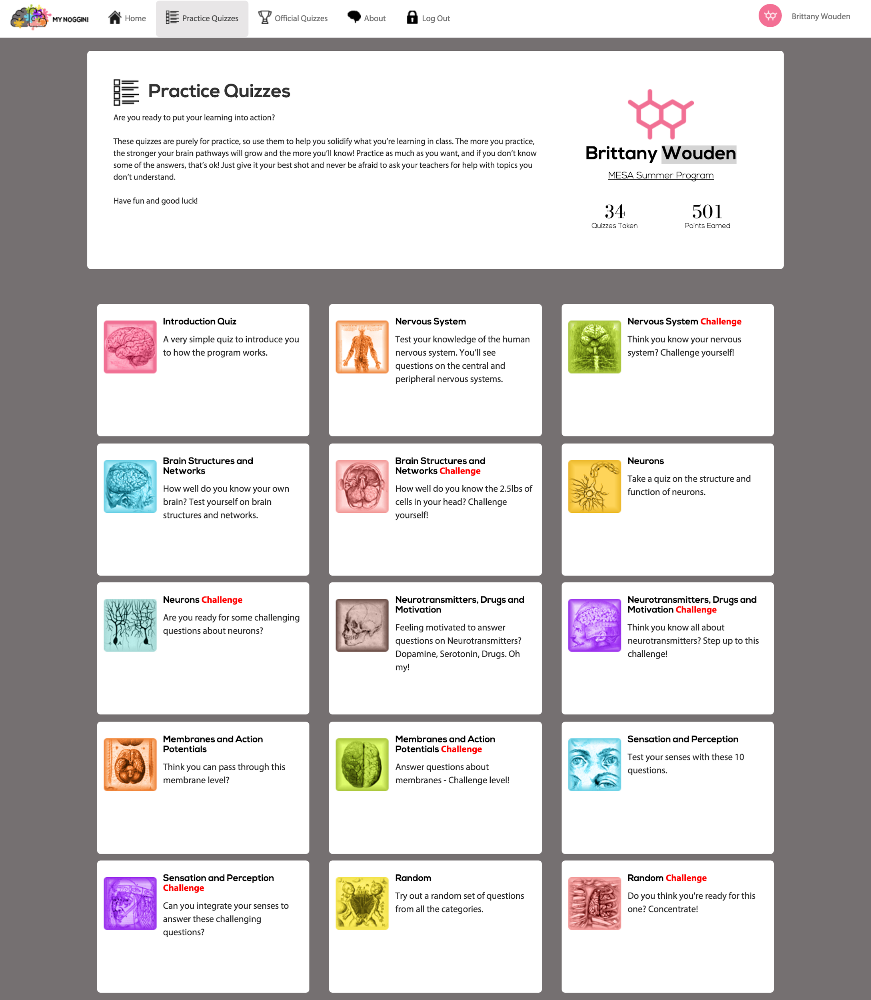 MY NOGGIN!
Home
Practice Quizzes
Official Quizzes
About
Log Out
Brittany Wouden
Practice Quizzes
Are you ready to put your learning into action?
These quizzes are purely for practice, so use them to help you solidify what you’re learning in class. The more you practice,
the stronger your brain pathways will grow and the more you’ll know! Practice as much as you want, and if you don’t know
some of the answers, that’s ok! Just give it your best shot and never be afraid to ask your teachers for help with topics you
don’t understand.
Have fun and good luck!
Brittany Wouden
MESA Summer Program
34
Quizzes Taken
501
Points Earned
Introduction Quiz
A very simple quiz to introduce you
to how the program works.
Nervous System
Test your knowledge of the human
nervous system. You’ll see
questions on the central and
peripheral nervous systems.
Nervous System Challenge
Think you know your nervous
system? Challenge yourself!
Brain Structures and
Networks
How well do you know your own
brain? Test yourself on brain
structures and networks.
Brain Structures and
Networks Challenge
How well do you know the 2.5lbs of
cells in your head? Challenge
yourself!
Neurons
Take a quiz on the structure and
function of neurons.
Neurons Challenge
Are you ready for some challenging
questions about neurons?
Neurotransmitters, Drugs and
Motivation
Feeling motivated to answer
questions on Neurotransmitters?
Dopamine, Serotonin, Drugs. Oh
my!
Neurotransmitters, Drugs and
Motivation Challenge
Think you know all about
neurotransmitters? Step up to this
challenge!
Membranes and Action
Potentials
Think you can pass through this
membrane level?
Membranes and Action
Potentials Challenge
Answer questions about
membranes - Challenge level!
Sensation and Perception
Test your senses with these 10
questions.
Sensation and Perception
Challenge
Can you integrate your senses to
answer these challenging
questions?
Random
Try out a random set of questions
from all the categories.
Random Challenge
Do you think you're ready for this
one? Concentrate!